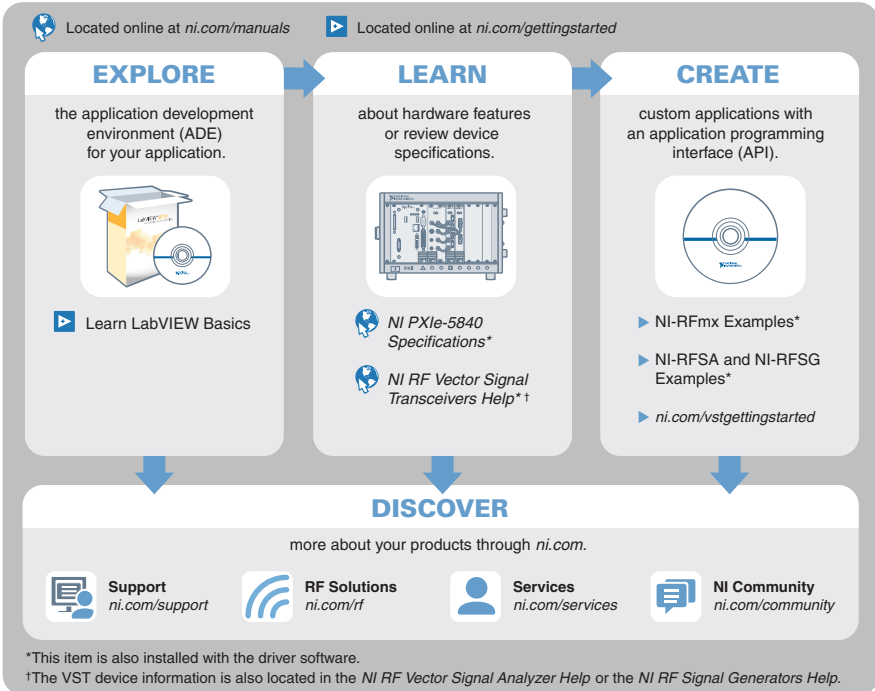 Located online at ni.com/manuals
Located online at ni.com/gettingstarted
EXPLORE
the application development
environment (ADE)
for your application.
LabVIEW
Learn LabVIEW Basics
LEARN
about hardware features
or review device
specifications.
NI PXIe-5840
Specifications*
NI RF Vector Signal
Transceivers Help* †
CREATE
custom applications with
an application programming
interface (API).
NI-RFmx Examples*
NI-RFSA and NI-RFSG
Examples*
ni.com/vstgettingstarted
DISCOVER
more about your products through ni.com.
Support
ni.com/support
RF Solutions
ni.com/rf
Services
ni.com/services
NI Community
ni.com/community
*This item is also installed with the driver software.
†The VST device information is also located in the NI RF Vector Signal Analyzer Help or the NI RF Signal Generators Help.